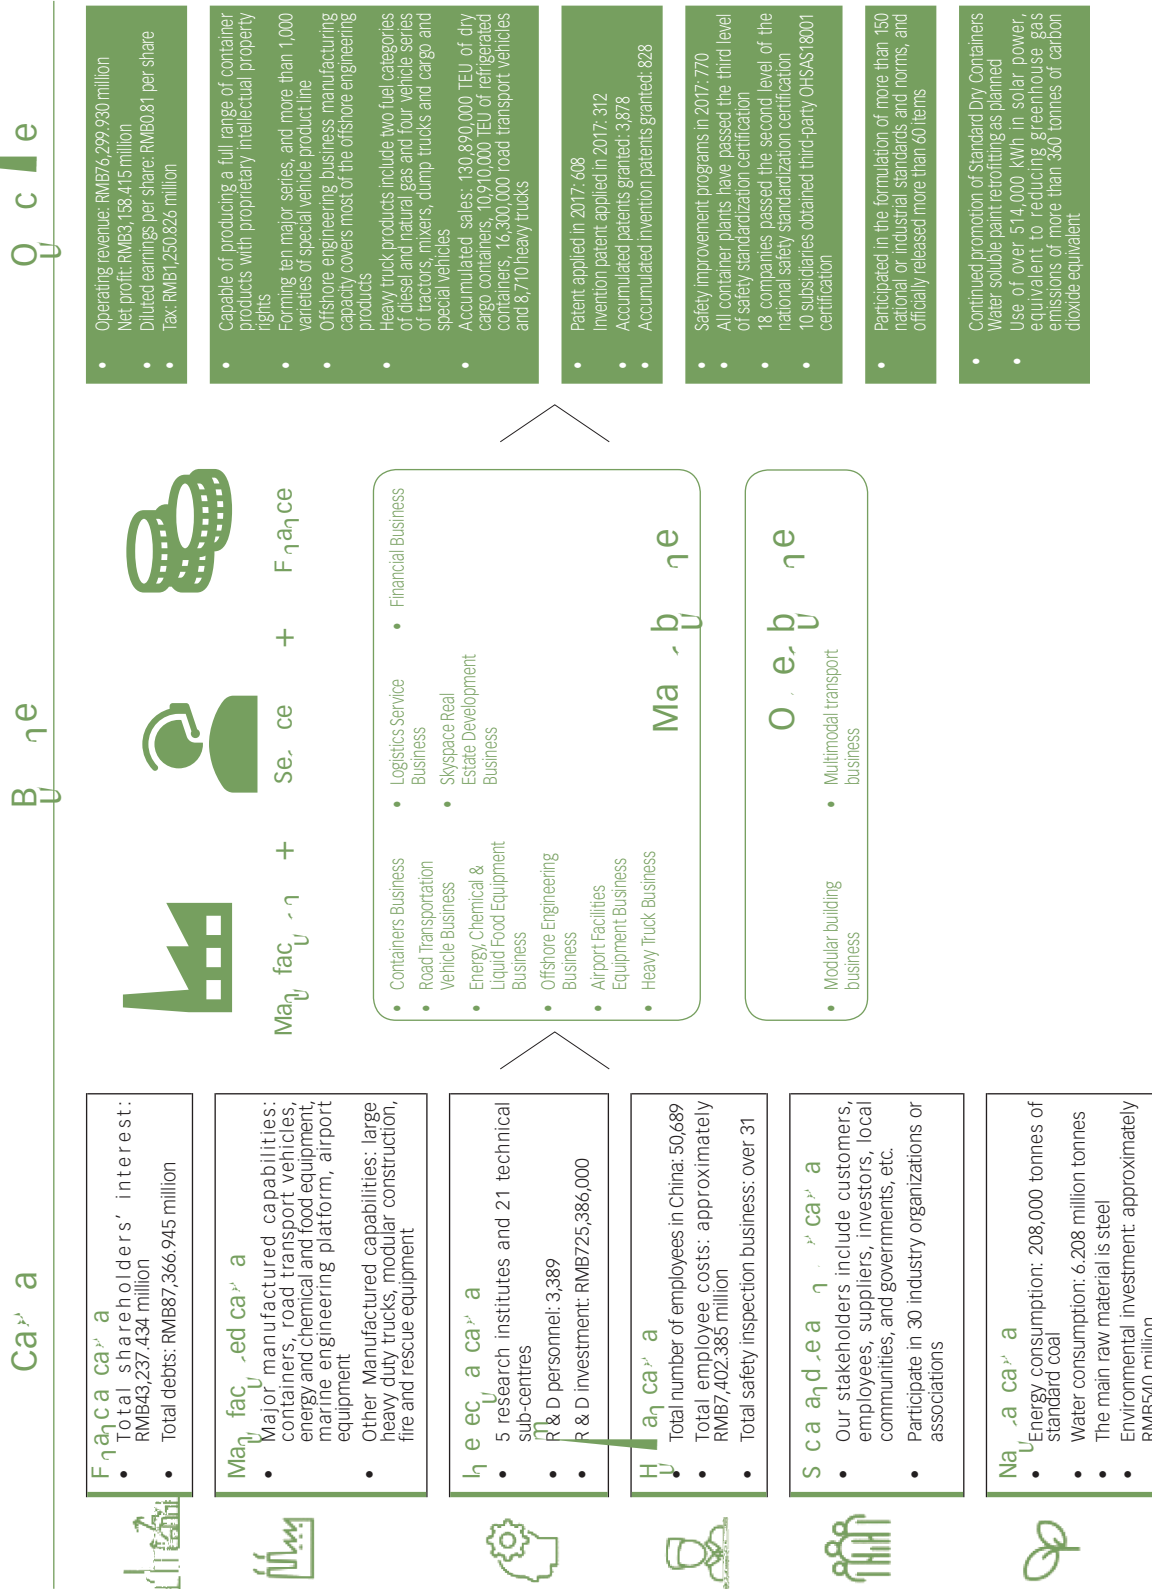 Total shareholders' interest:
RMB43,237.434 million
Total debts: RMB87,366.945 million
Major manufactured capabilities:
containers, road transport vehicles,
energy and chemical and food equipment,
marine engineering platform, airport
equipment
Other Manufactured capabilities: large
heavy duty trucks, modular construction,
fire and rescue equipment
5 research institutes and 21 technical
sub-centres
R & D personnel: 3,389
R & D investment: RMB725,386,000
Total number of employees in China: 50,689
Total employee costs: approximately
RMB7,402.385 million
Total safety inspection business: over 31
Our stakeholders include customers,
employees, suppliers, investors, local
communities, and governments, etc.
Participate in 30 industry organizations or
associations
Energy consumption: 208,000 tonnes of
standard coal
Water consumption: 6.208 million tonnes
The main raw material is steel
Environmental investment: approximately
RMB540 million
+
+
Containers Business
Road Transportation
Vehicle Business
Energy, Chemical &
Liquid Food Equipment
Business
Offshore Engineering
Business
Airport Facilities
Equipment Business
Heavy Truck Business
Logistics Service
Business
Skyspace Real
Estate Development
Business
Financial Business
Modular building
business
Multimodal transport
business
Operating revenue: RMB76,299.930 million
Net profit: RMB3,158.415 million
Diluted earnings per share: RMB0.81 per share
Tax: RMB1,250.826 million
Capable of producing a full range of container
products with proprietary intellectual property
rights
Forming ten major series, and more than 1,000
varieties of special vehicle product line
Offshore engineering business manufacturing
capacity covers most of the offshore engineering
products
Heavy truck products include two fuel categories
of diesel and natural gas and four vehicle series
of tractors, mixers, dump trucks and cargo and
special vehicles
Accumulated sales: 130,890,000 TEU of dry
cargo containers, 10,910,000 TEU of refrigerated
containers, 16,300,000 road transport vehicles
and 8,710 heavy trucks
Patent applied in 2017: 608
Invention patent applied in 2017: 312
Accumulated patents granted: 3,878
Accumulated invention patents granted: 828
Safety improvement programs in 2017: 770
All container plants have passed the third level
of safety standardization certification
18 companies passed the second level of the
national safety standardization certification
10 subsidiaries obtained third-party OHSAS18001
certification
Participated in the formulation of more than 150
national or industrial standards and norms, and
officially released more than 60 items
Continued promotion of Standard Dry Containers
Water soluble paint retrofitting as planned
Use of over 514,000 kWh in solar power,
equivalent to reducing greenhouse gas
emissions of more than 360 tonnes of carbon
dioxide equivalent